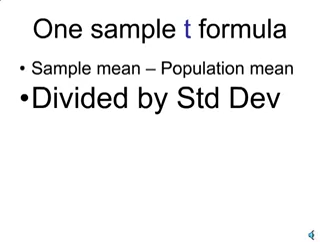 One sample t formula
• Sample mean – Population mean
•Divided by Std Dev